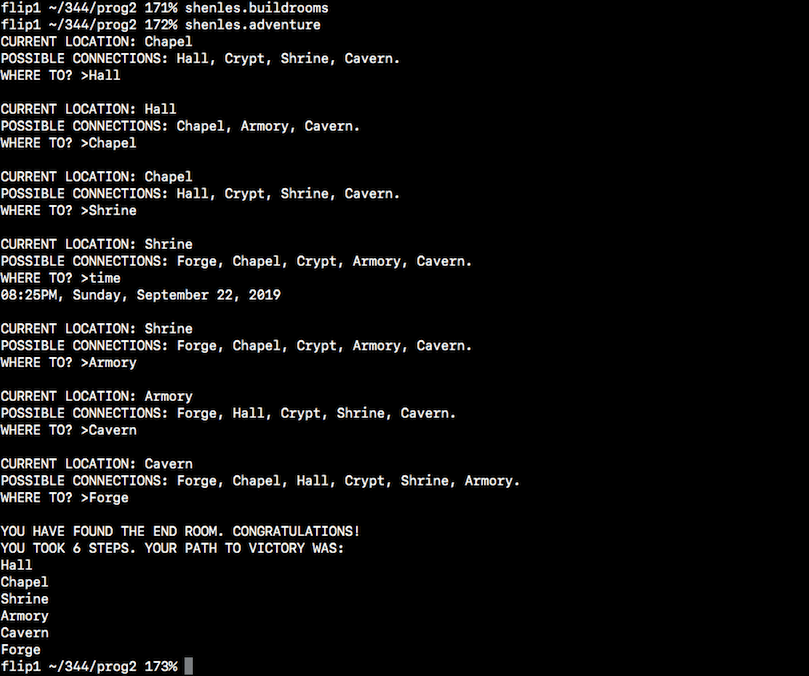 flip1 ~/344/prog2 171% shenles.buildrooms
flip1 ~/344/prog2 172% shenles.adventure
CURRENT LOCATION: Chapel
POSSIBLE CONNECTIONS: Hall, Crypt, Shrine, Cavern.
WHERE TO? >Hall

CURRENT LOCATION: Hall
POSSIBLE CONNECTIONS: Chapel, Armory, Cavern.
WHERE TO? >Chapel

CURRENT LOCATION: Chapel
POSSIBLE CONNECTIONS: Hall, Crypt, Shrine, Cavern.
WHERE TO? >Shrine

CURRENT LOCATION: Shrine
POSSIBLE CONNECTIONS: Forge, Chapel, Crypt, Armory, Cavern.
WHERE TO? >time
08:25PM, Sunday, September 22, 2019

CURRENT LOCATION: Shrine
POSSIBLE CONNECTIONS: Forge, Chapel, Crypt, Armory, Cavern.
WHERE TO? >Armory

CURRENT LOCATION: Armory
POSSIBLE CONNECTIONS: Forge, Hall, Crypt, Shrine, Cavern.
WHERE TO? >Cavern

CURRENT LOCATION: Cavern
POSSIBLE CONNECTIONS: Forge, Chapel, Hall, Crypt, Shrine, Armory.
WHERE TO? >Forge

YOU HAVE FOUND THE END ROOM. CONGRATULATIONS!
YOU TOOK 6 STEPS. YOUR PATH TO VICTORY WAS:
Hall
Chapel
Shrine
Armory
Cavern
Forge
flip1 ~/344/prog2 173%